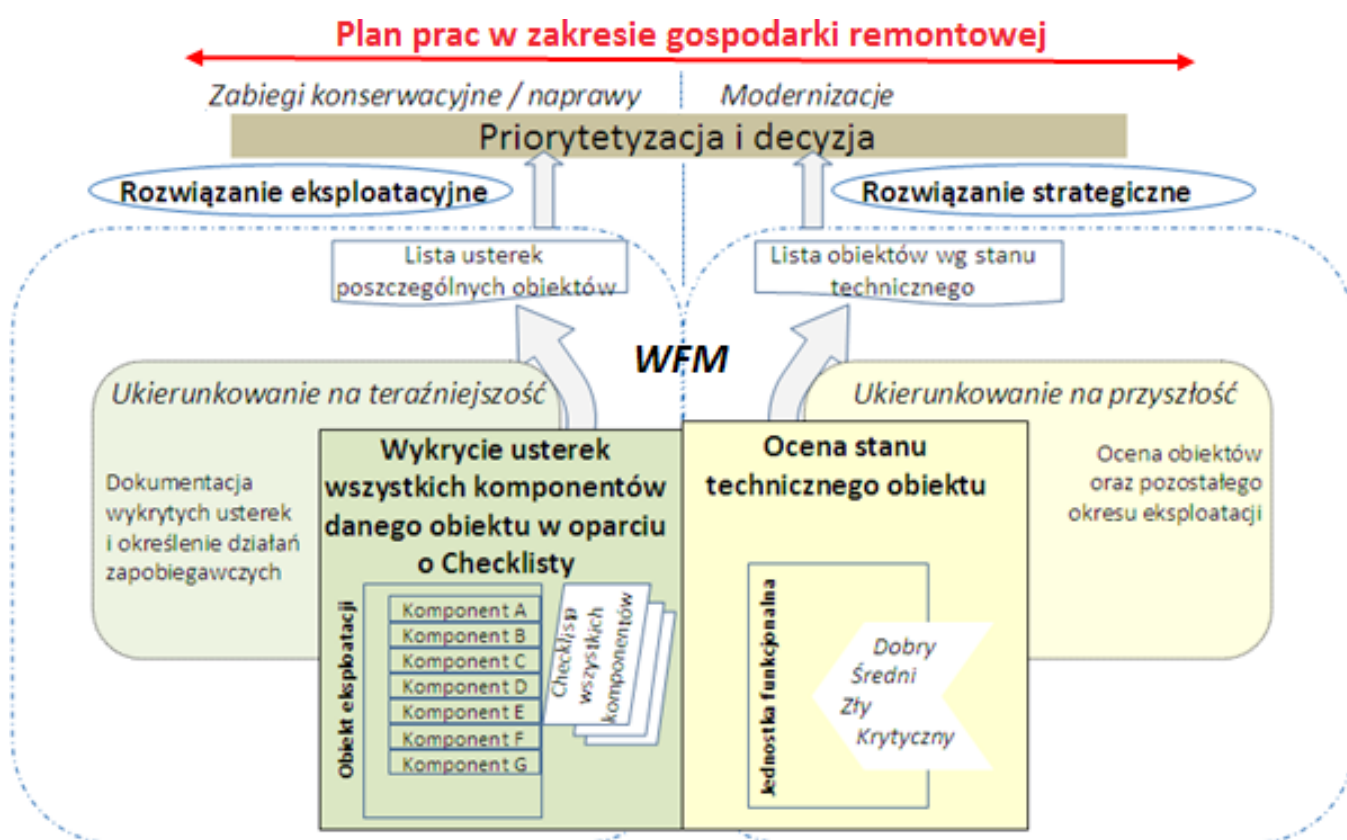 Plan prac w zakresie gospodarki remontowej
Zabiegi konserwacyjne / naprawy
Modernizacje
Priorytetyzacja i decyzja
Rozwiązanie eksploatacyjne
Rozwiązanie strategiczne
Lista usterek
poszczególnych obiektów
Lista obiektów wg stanu
technicznego
WFM
Ukierunkowanie na teraźniejszość
Ukierunkowanie na przyszłość
Dokumentacja
wykrytych usterek
i określenie działań
zapobiegawczych
Wykrycie usterek
wszystkich komponentów
danego obiektu w oparciu
o Checklisty
Ocena stanu
technicznego obiektu
Ocena obiektów
oraz pozostałego
okresu eksploatacji
Obiekt eksploatacji
Komponent A
Komponent B
Komponent C
Komponent D
Komponent E
Komponent F
Komponent G
wszystkich
komponentów
Jednostka funkcjonalna
Dobry
Średni
Zły
Krytyczny